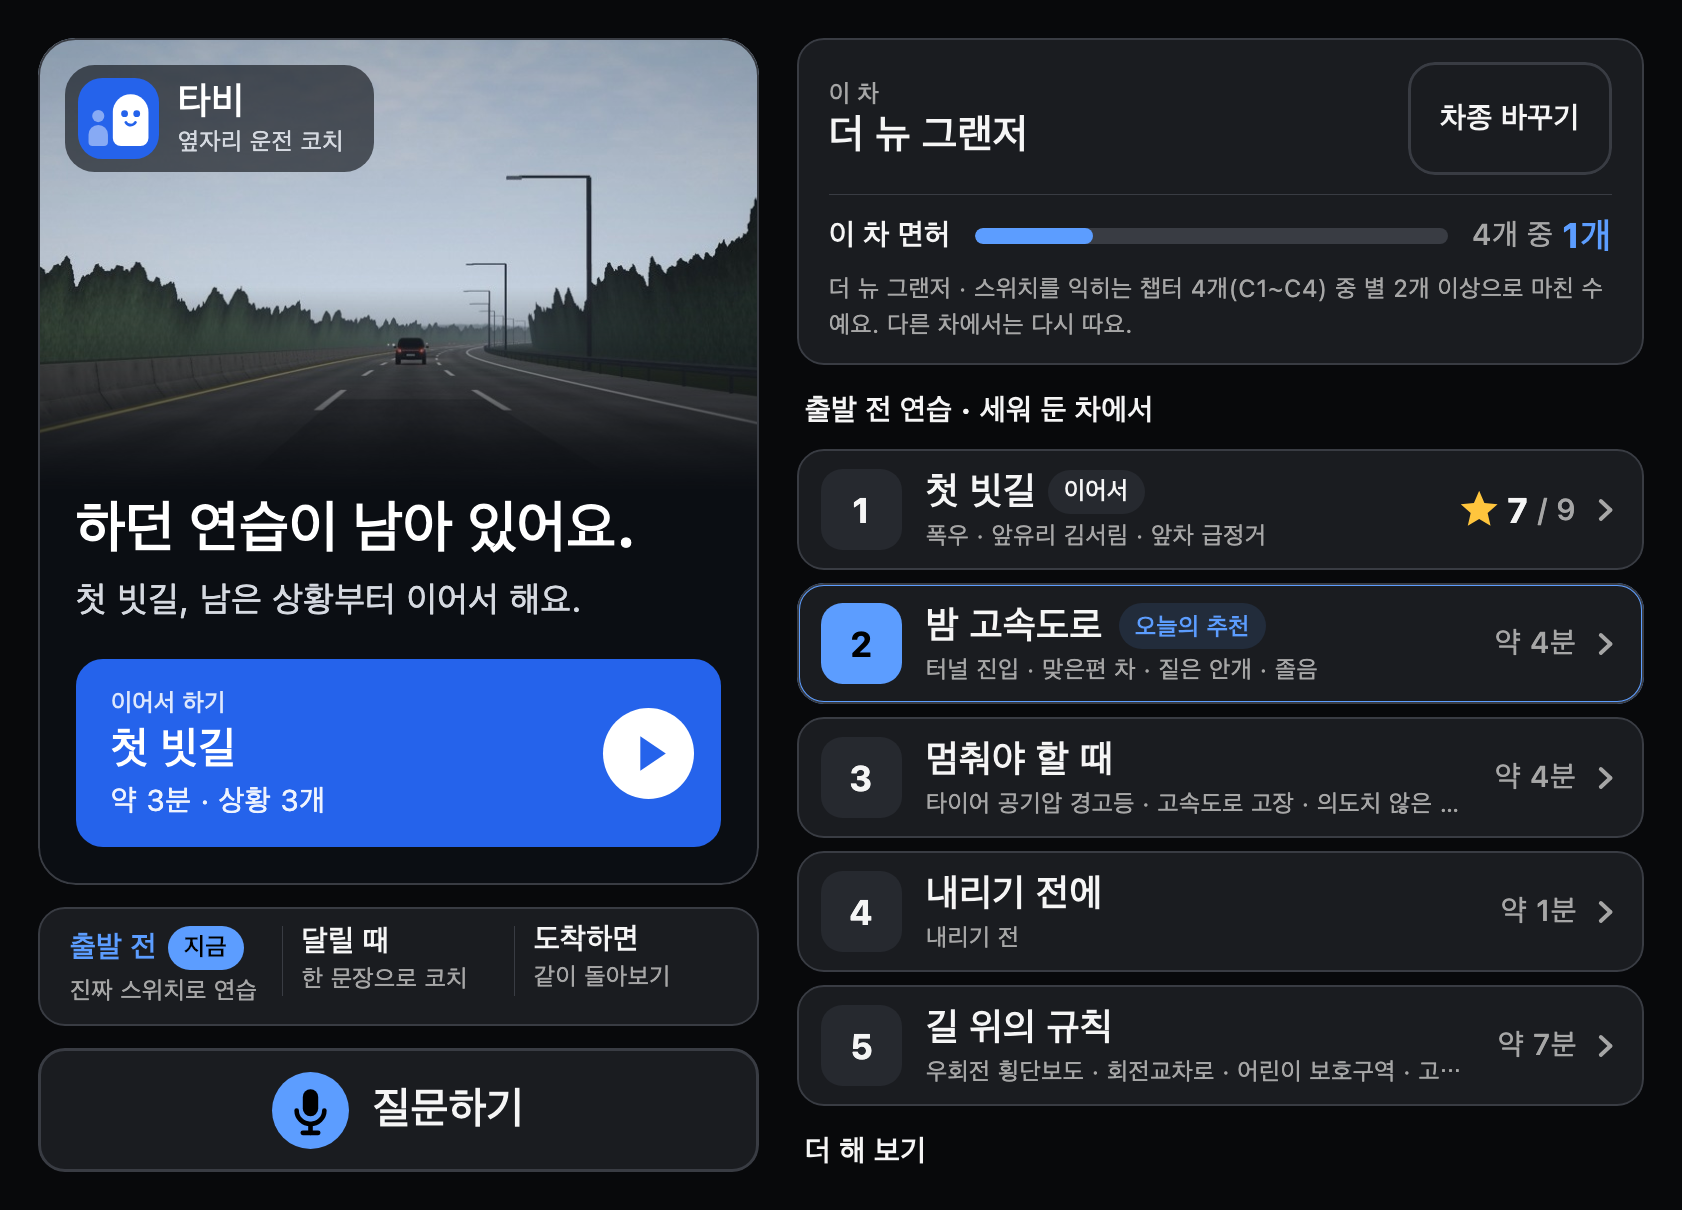 타비
옆자리 운전 코치
하던 연습이 남아 있어요.
첫 빗길, 남은 상황부터 이어서 해요.
이어서 하기
첫 빗길
약 3분 · 상황 3개
출발 전 지금
진짜 스위치로 연습
달릴 때
한 문장으로 코치
도착하면
같이 돌아보기
질문하기
이 차
더 뉴 그랜저
차종 바꾸기
이 차 면허
4개 중 1개
더 뉴 그랜저 · 스위치를 익히는 챕터 4개(C1~C4) 중 별 2개 이상으로 마친 수
예요. 다른 차에서는 다시 따요.
출발 전 연습 · 세워 둔 차에서
1
첫 빗길 이어서
폭우 · 앞유리 김서림 · 앞차 급정거
7 / 9
2
밤 고속도로 오늘의 추천
터널 진입 · 맞은편 차 · 짙은 안개 · 졸음
약 4분
3
멈춰야 할 때
타이어 공기압 경고등 · 고속도로 고장 · 의도치 않은 ...
약 4분
4
내리기 전에
내리기 전
약 1분
5
길 위의 규칙
우회전 횡단보도 · 회전교차로 · 어린이 보호구역 · 고...
약 7분
더 해 보기